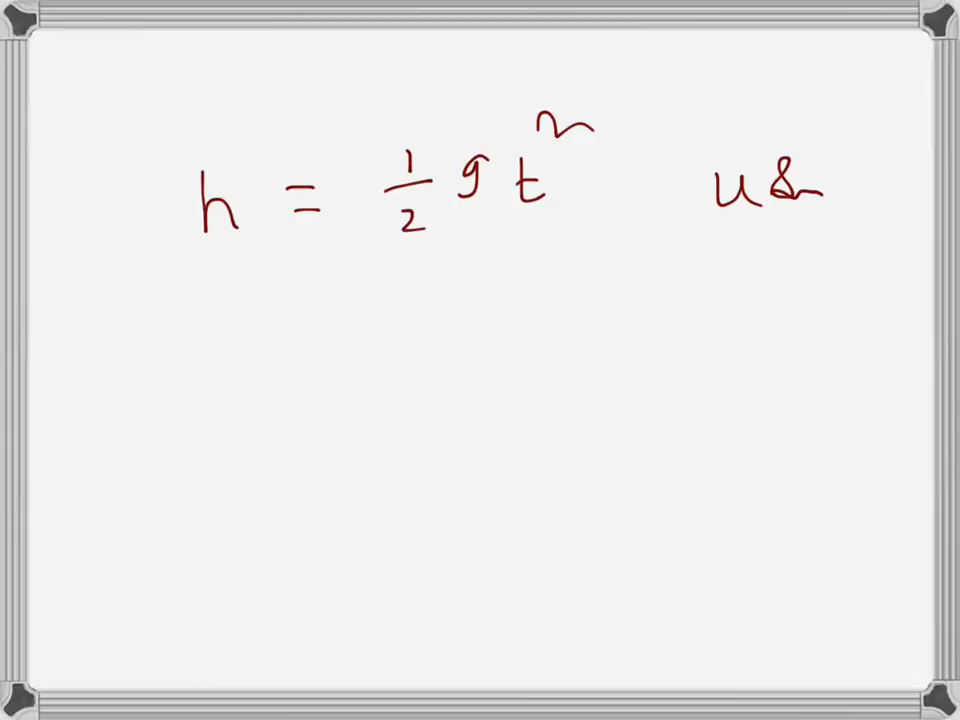 h = 1/2 g t²